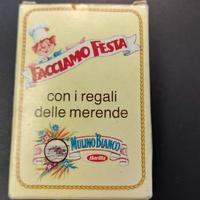 FACCIAMO FESTA
con i regali
delle merende
MULINO BIANCO
Barilla